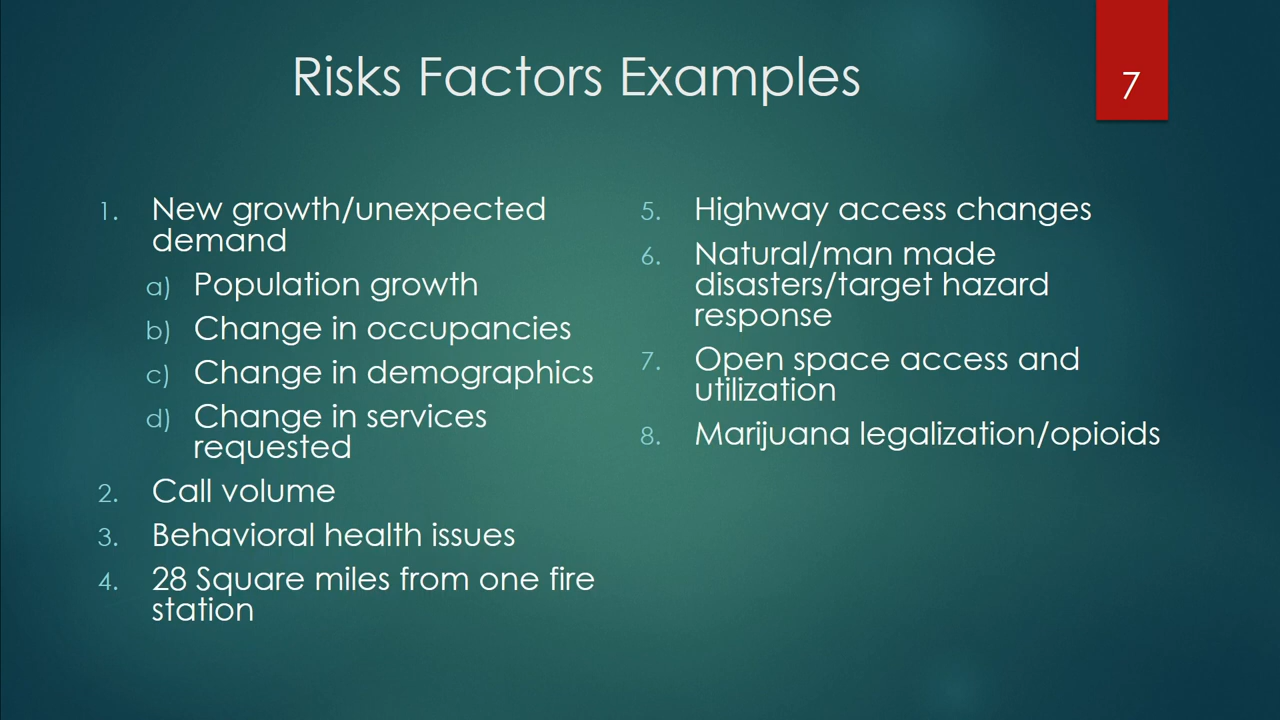 Risks Factors Examples
7
1. New growth/unexpected
demand
a) Population growth
b) Change in occupancies
c) Change in demographics
d) Change in services
requested
2. Call volume
3. Behavioral health issues
4. 28 Square miles from one fire
station
5. Highway access changes
6. Natural/man made
disasters/target hazard
response
7. Open space access and
utilization
8. Marijuana legalization/opioids